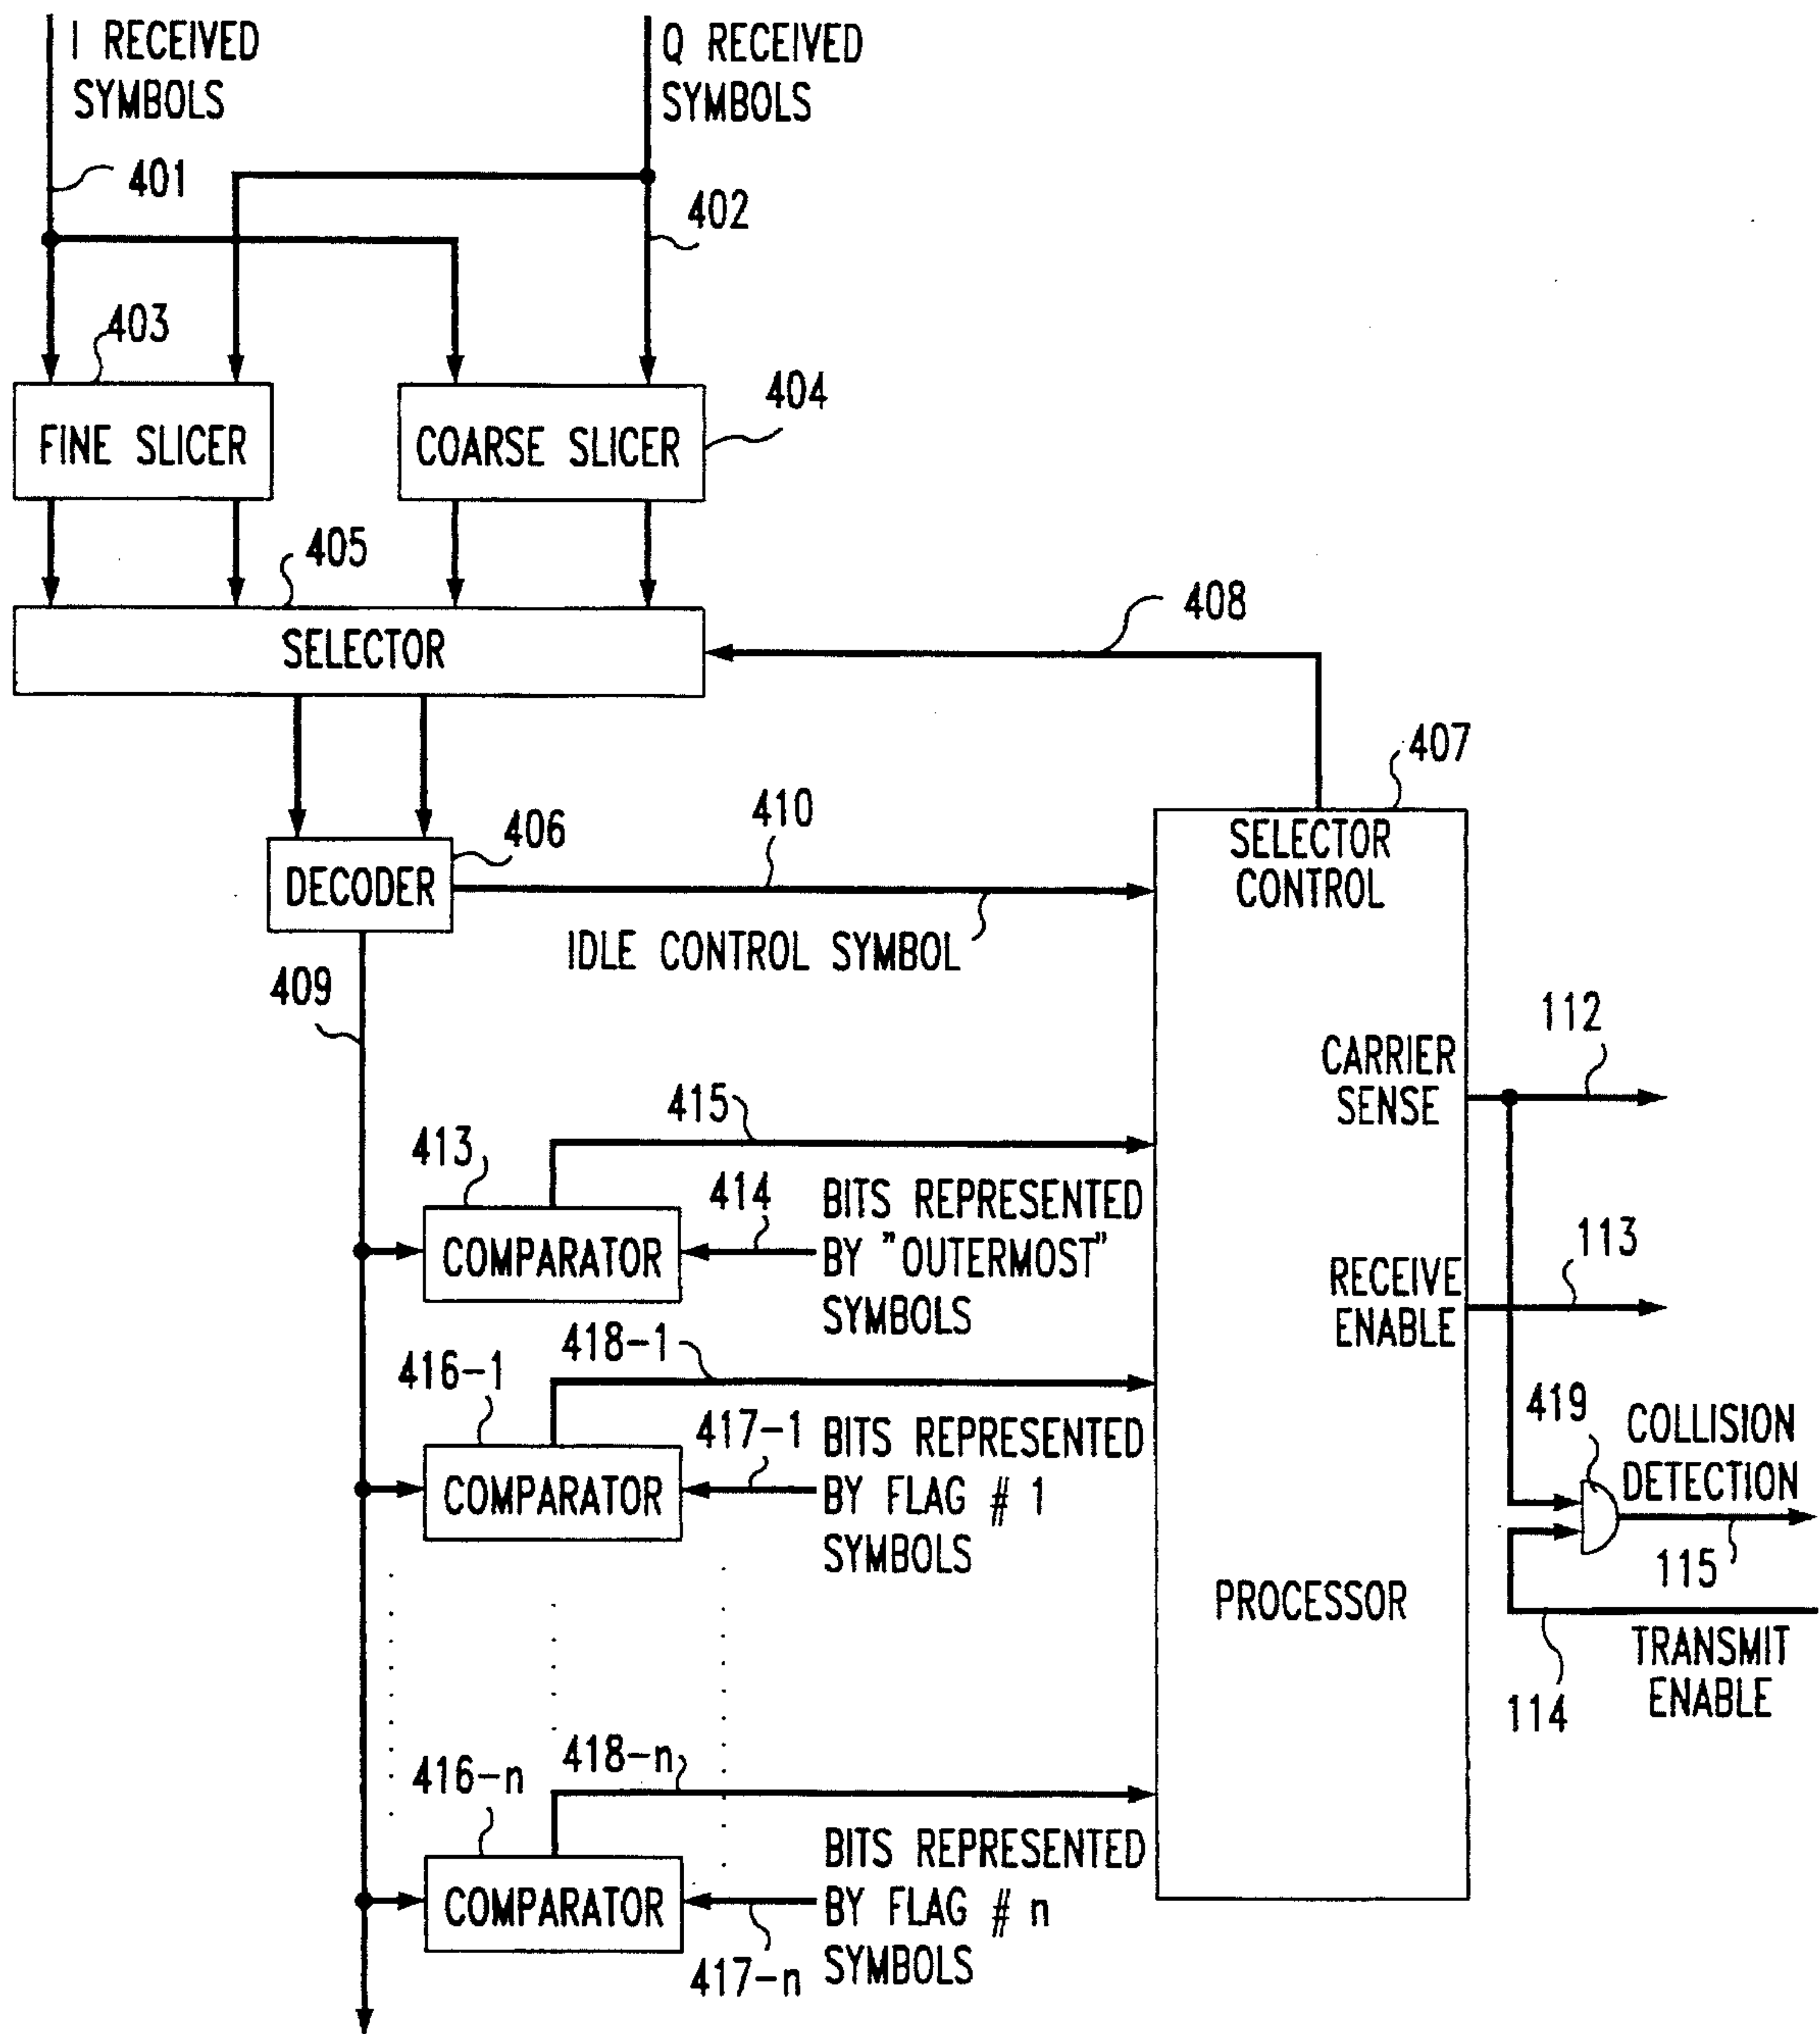 I RECEIVED
SYMBOLS
Q RECEIVED
SYMBOLS
401
402
403
404
FINE SLICER
COARSE SLICER
405
408
SELECTOR
407
410
406
SELECTOR
CONTROL
DECODER
IDLE CONTROL SYMBOL
409
112
CARRIER
SENSE
415
413
414
BITS REPRESENTED
BY "OUTERMOST"
SYMBOLS
COMPARATOR
113
RECEIVE
ENABLE
418-1
416-1
417-1
BITS REPRESENTED
BY FLAG # 1
SYMBOLS
COMPARATOR
419
COLLISION
DETECTION
115
PROCESSOR
114
TRANSMIT
ENABLE
418-n
416-n
BITS REPRESENTED
BY FLAG # n
SYMBOLS
COMPARATOR
417-n